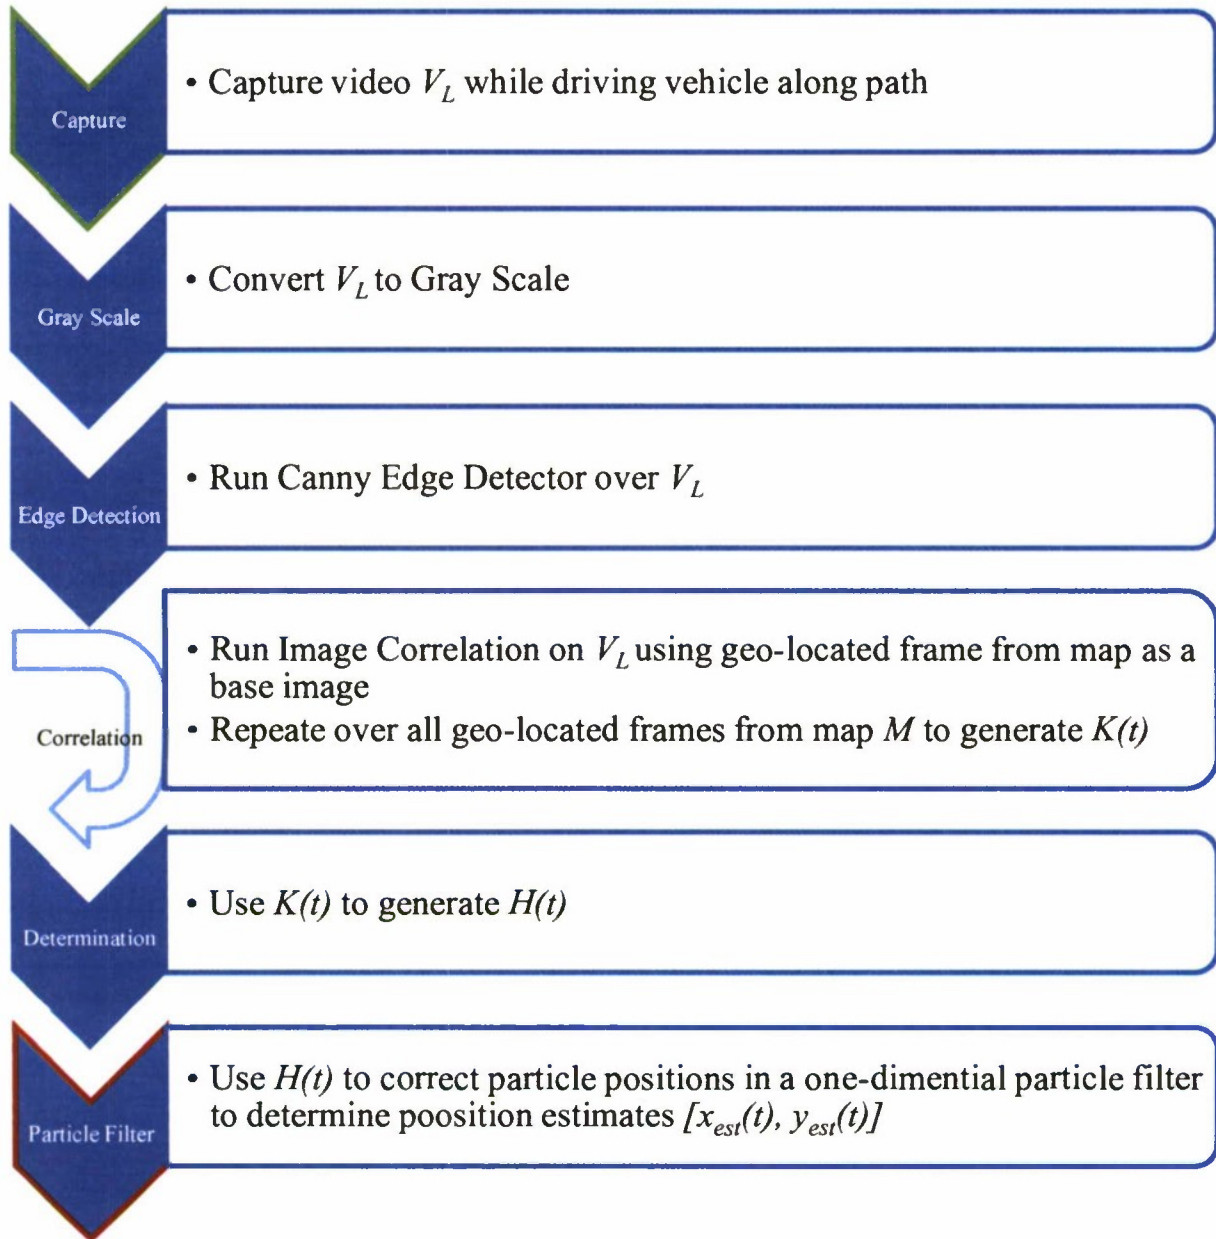 Capture
• Capture video V_L while driving vehicle along path
Gray Scale
• Convert V_L to Gray Scale
Edge Detection
• Run Canny Edge Detector over V_L
Correlation
• Run Image Correlation on V_L using geo-located frame from map as a
base image
• Repeat over all geo-located frames from map M to generate K(t)
Determination
• Use K(t) to generate H(t)
Particle Filter
• Use H(t) to correct particle positions in a one-dimential particle filter
to determine poosition estimates [x_est(t), y_est(t)]